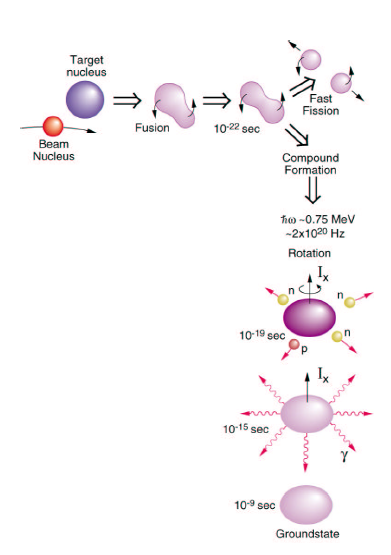 Target
nucleus
Beam
Nucleus
Fusion
10-22 sec
Fast
Fission
Compound
Formation
ħω ~0.75 MeV
~2x1020 Hz
Rotation
Ix
n
n
n
p
10-19 sec
Ix
10-15 sec
γ
10-9 sec
Groundstate